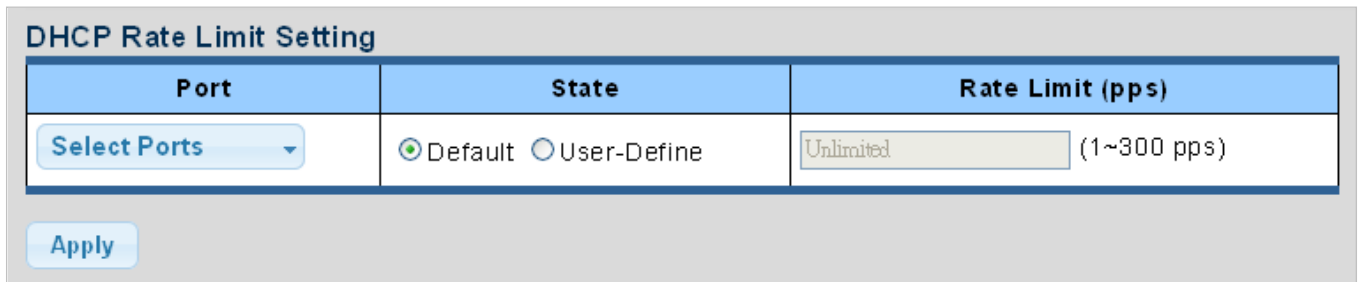 DHCP Rate Limit Setting
Port State Rate Limit (pps)
Select Ports Default User-Define Unlimited (1~300 pps)
Apply